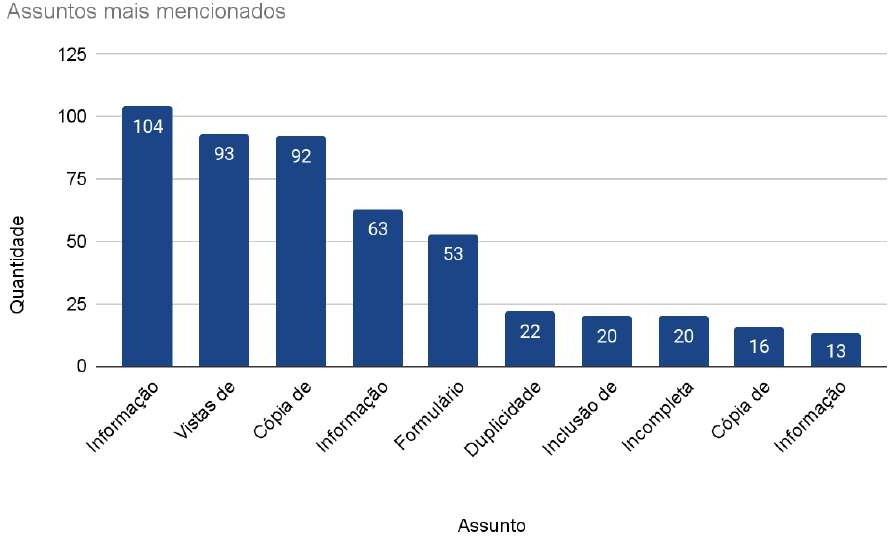 Assuntos mais mencionados
125
100
75
50
25
0
Quantidade
104
93
92
63
53
22
20
20
16
13
Informação
Vistas de
Cópia de
Informação
Formulário
Duplicidade
Inclusão de
Incompleta
Cópia de
Informação
Assunto